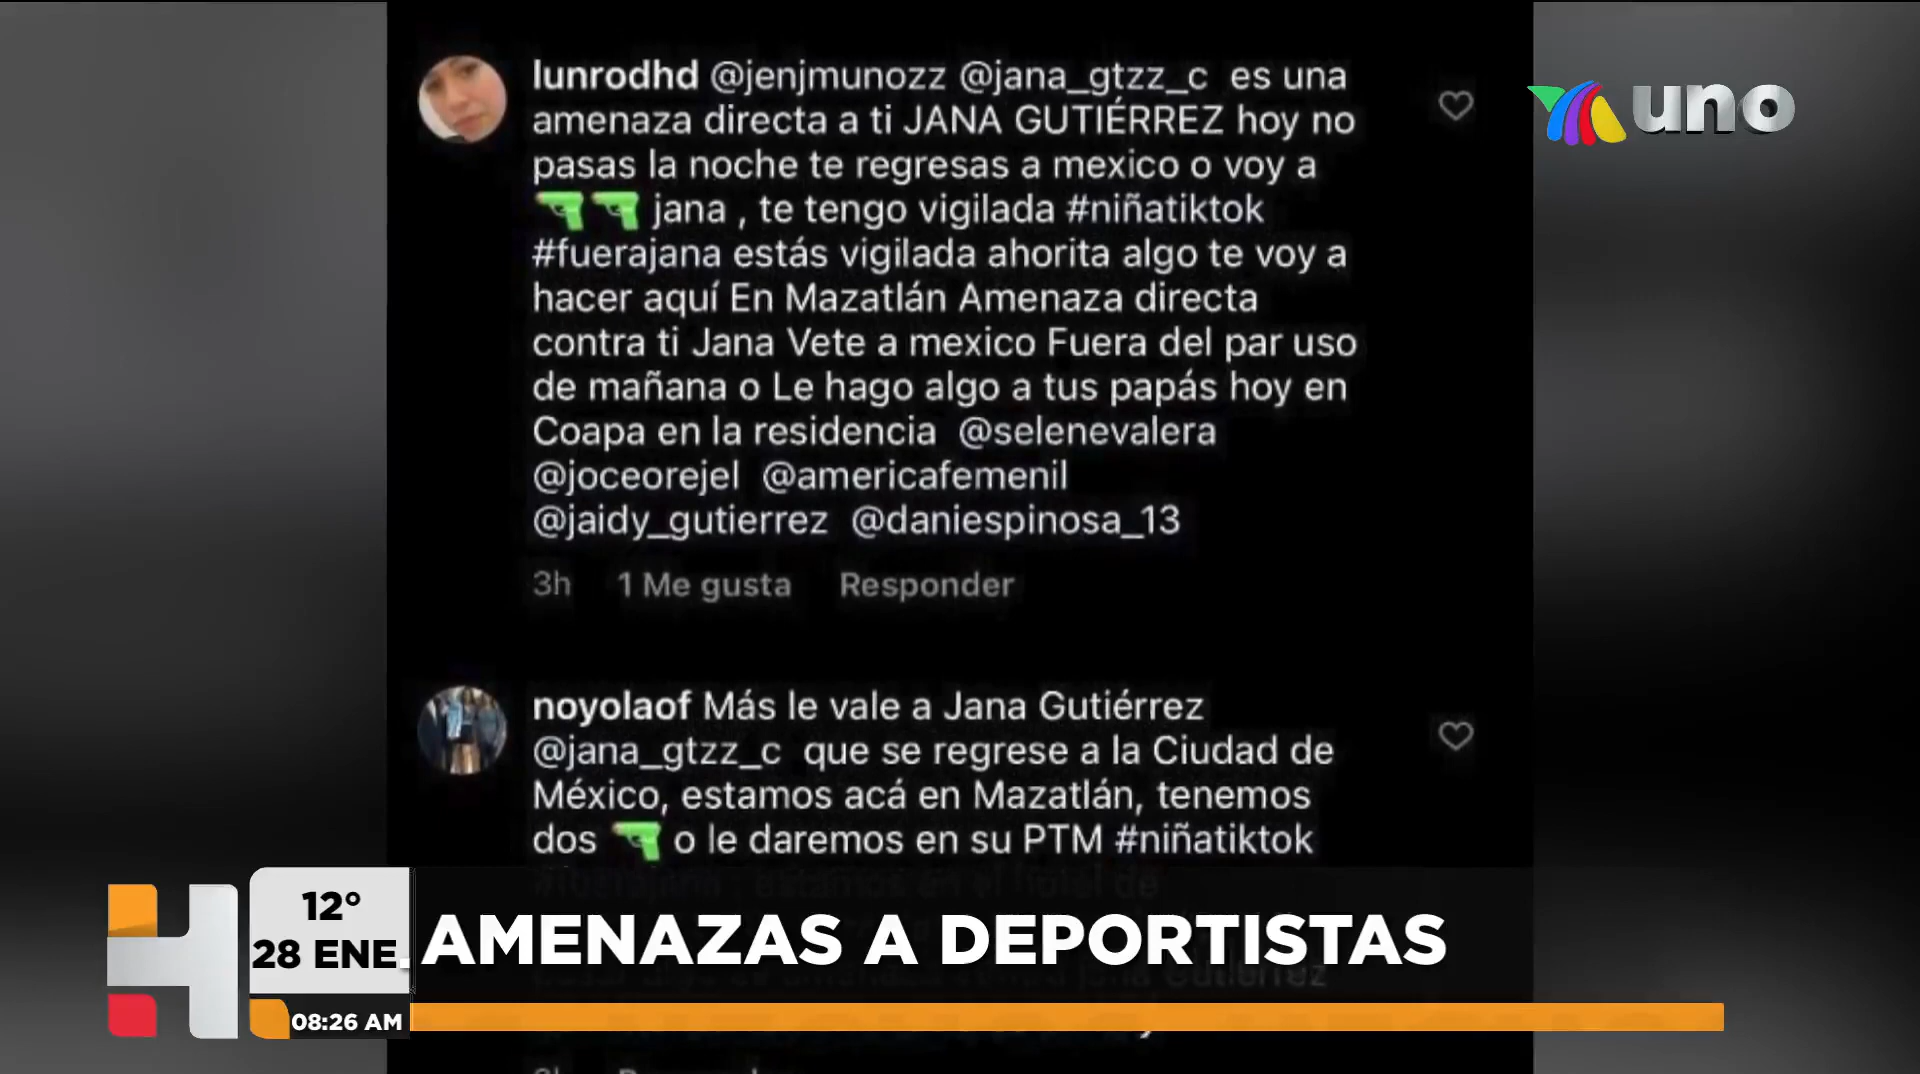 lunrodhd @jenjmunozz @jana_gtzz_c es una
amenaza directa a ti JANA GUTIÉRREZ hoy no
pasas la noche te regresas a mexico o voy a
jana , te tengo vigilada #niñatiktok
#fuerajana estás vigilada ahorita algo te voy a
hacer aquí En Mazatlán Amenaza directa
contra ti Jana Vete a mexico Fuera del par uso
de mañana o Le hago algo a tus papás hoy en
Coapa en la residencia @selenevalera
@joceorejel @americafemenil
@jaidy_gutierrez @daniespinosa_13
3h 1 Me gusta Responder
uno
noyolaof Más le vale a Jana Gutiérrez
@jana_gtzz_c que se regrese a la Ciudad de
México, estamos acá en Mazatlán, tenemos
dos o le daremos en su PTM #niñatiktok
H
12°
28 ENE.
08:26 AM
AMENAZAS A DEPORTISTAS